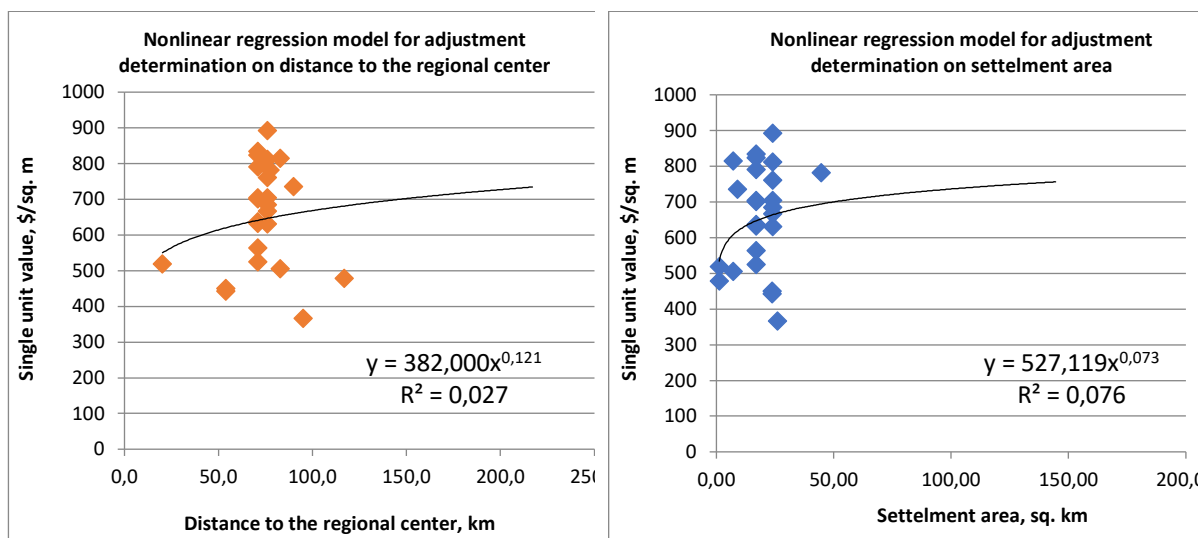 Nonlinear regression model for adjustment
determination on distance to the regional center
1000
900
800
700
600
500
400
300
200
100
0
Single unit value, $/sq. m
y = 382,000x^0,121
R² = 0,027
0,0 50,0 100,0 150,0 200,0 250
Distance to the regional center, km
Nonlinear regression model for adjustment
determination on settelment area
1000
900
800
700
600
500
400
300
200
100
0
Single unit value, $/sq. m
y = 527,119x^0,073
R² = 0,076
0,00 50,00 100,00 150,00 200,0
Settelment area, sq. km